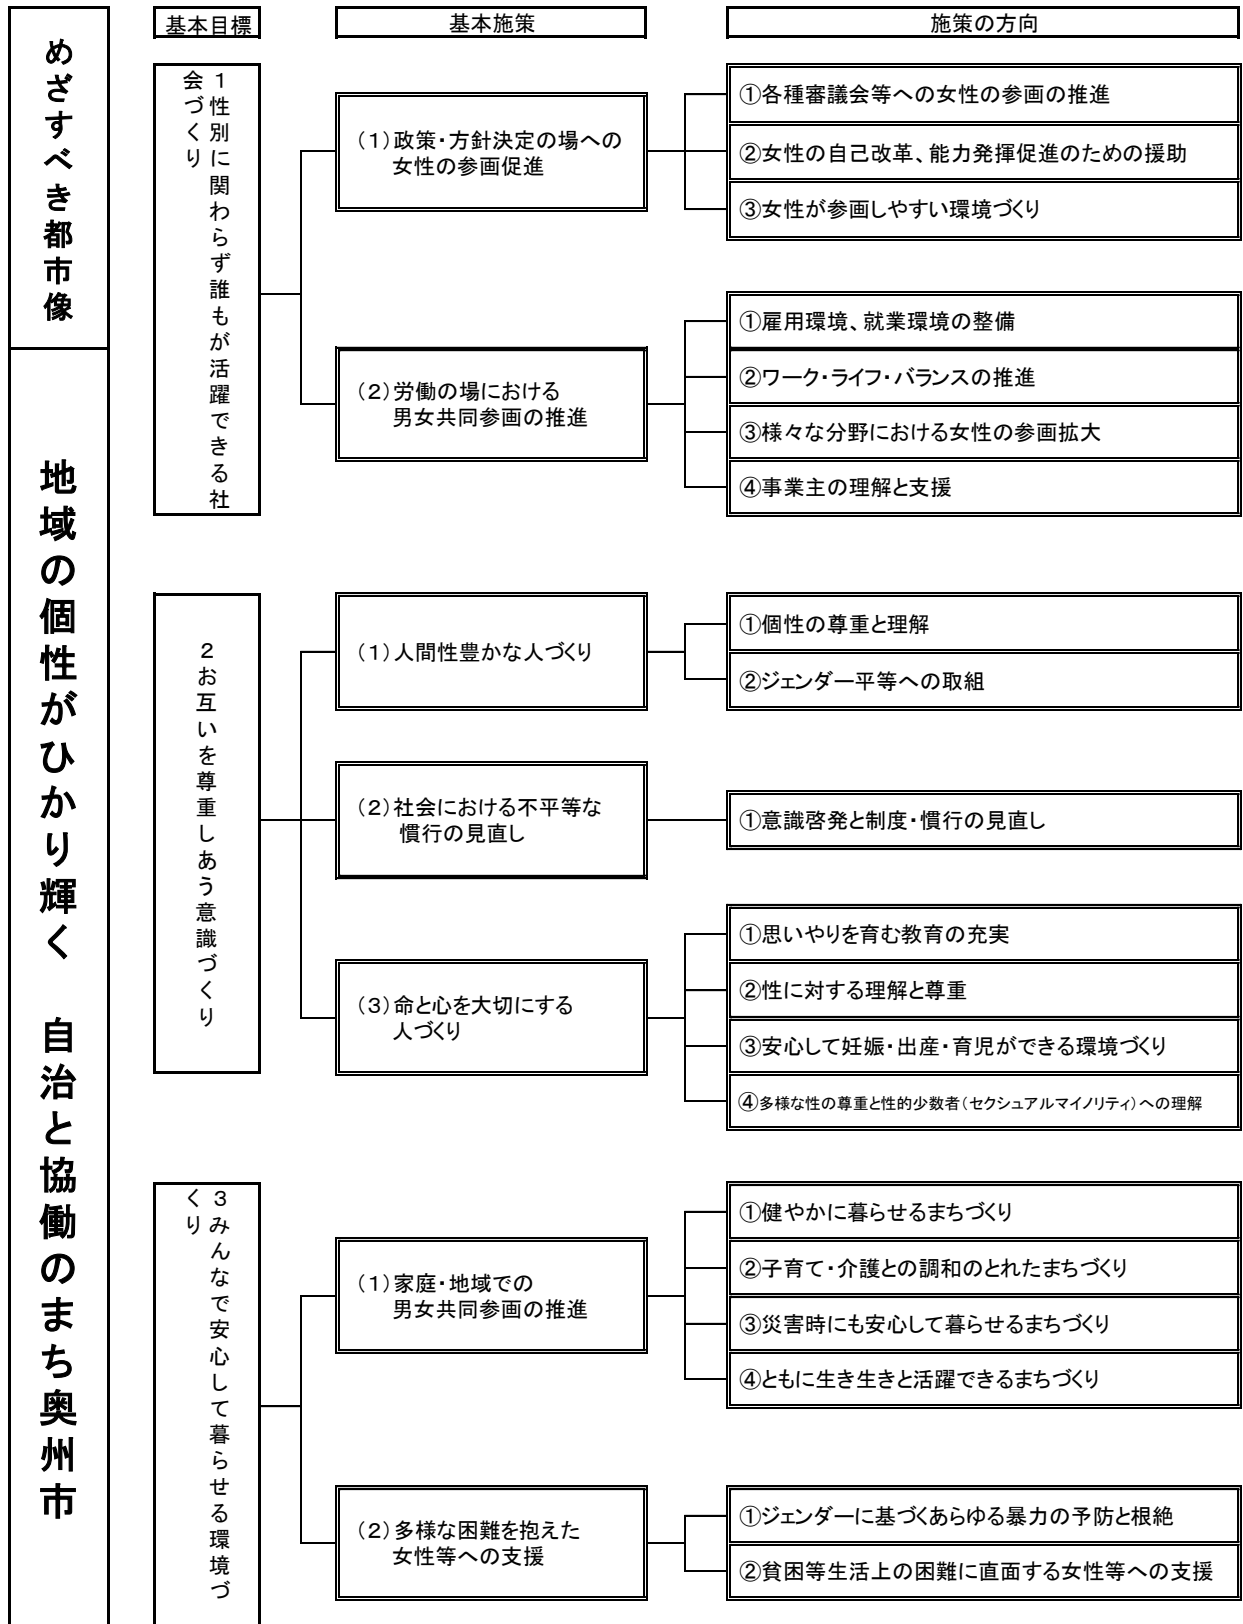 めざすべき都市像
地域の個性がひかり輝く　自治と協働のまち奥州市
基本目標
基本施策
施策の方向
１性別に関わらず誰もが活躍できる社
会づくり
（１）政策・方針決定の場への
女性の参画促進
①各種審議会等への女性の参画の推進
②女性の自己改革、能力発揮促進のための援助
③女性が参画しやすい環境づくり
（２）労働の場における
男女共同参画の推進
①雇用環境、就業環境の整備
②ワーク・ライフ・バランスの推進
③様々な分野における女性の参画拡大
④事業主の理解と支援
２お互いを尊重しあう意識づくり
（１）人間性豊かな人づくり
①個性の尊重と理解
②ジェンダー平等への取組
（２）社会における不平等な
慣行の見直し
①意識啓発と制度・慣行の見直し
（３）命と心を大切にする
人づくり
①思いやりを育む教育の充実
②性に対する理解と尊重
③安心して妊娠・出産・育児ができる環境づくり
④多様な性の尊重と性的少数者（セクシュアルマイノリティ）への理解
３みんなで安心して暮らせる環境づ
くり
（１）家庭・地域での
男女共同参画の推進
①健やかに暮らせるまちづくり
②子育て・介護との調和のとれたまちづくり
③災害時にも安心して暮らせるまちづくり
④ともに生き生きと活躍できるまちづくり
（２）多様な困難を抱えた
女性等への支援
①ジェンダーに基づくあらゆる暴力の予防と根絶
②貧困等生活上の困難に直面する女性等への支援